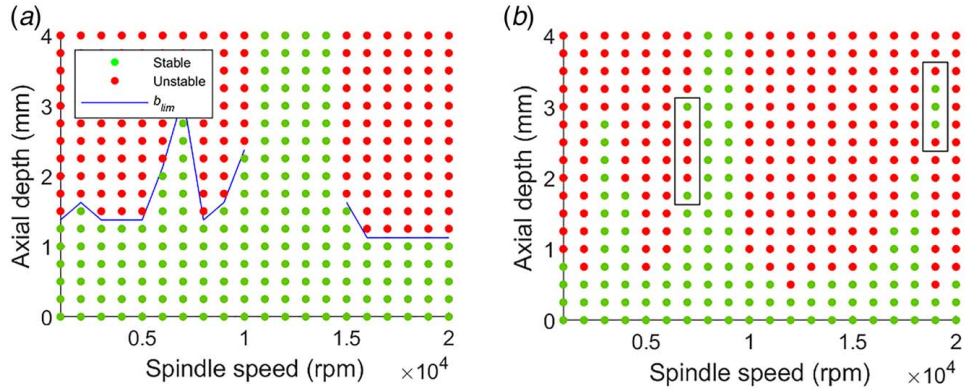 (a)
4
3
2
1
0
Axial depth (mm)
Stable
Unstable
b_lim
0.5
1
1.5
2
Spindle speed (rpm)
×10^4
(b)
4
3
2
1
0
Axial depth (mm)
0.5
1
1.5
2
Spindle speed (rpm)
×10^4